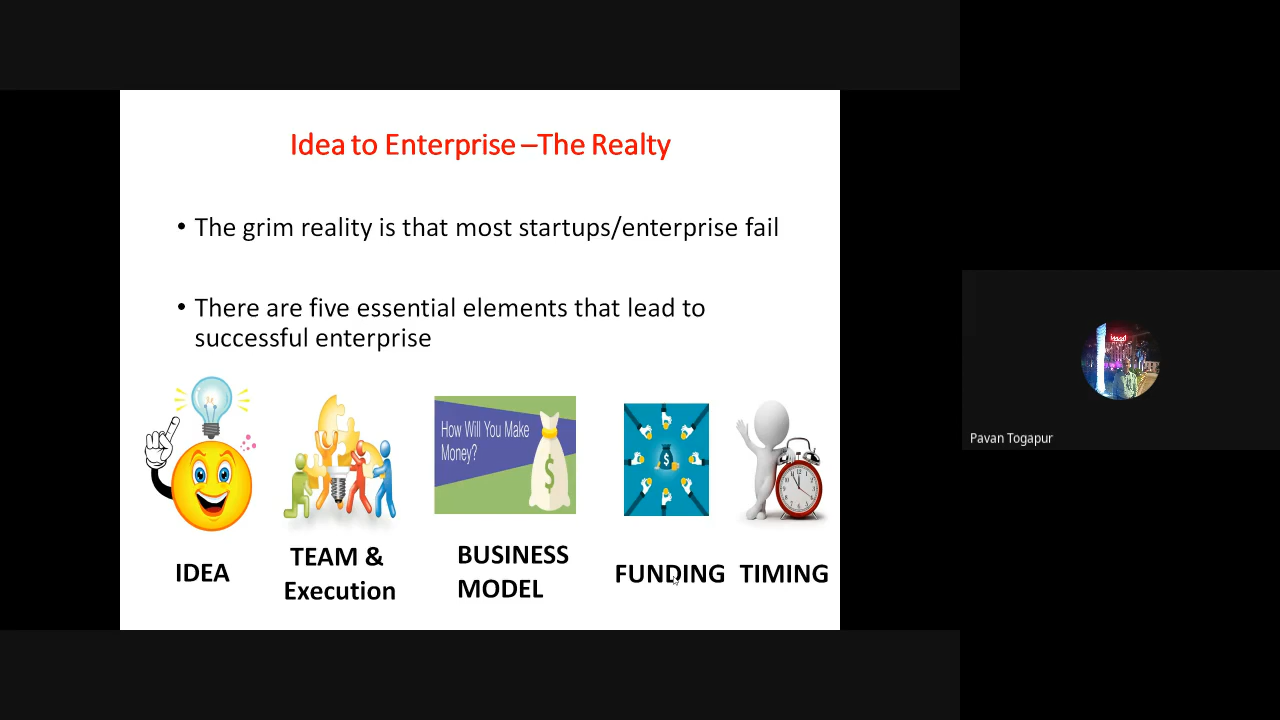 Idea to Enterprise –The Realty
• The grim reality is that most startups/enterprise fail
• There are five essential elements that lead to
successful enterprise
How Will You Make
Money?
$
$
IDEA
TEAM &
Execution
BUSINESS
MODEL
FUNDING
TIMING
Pavan Togapur